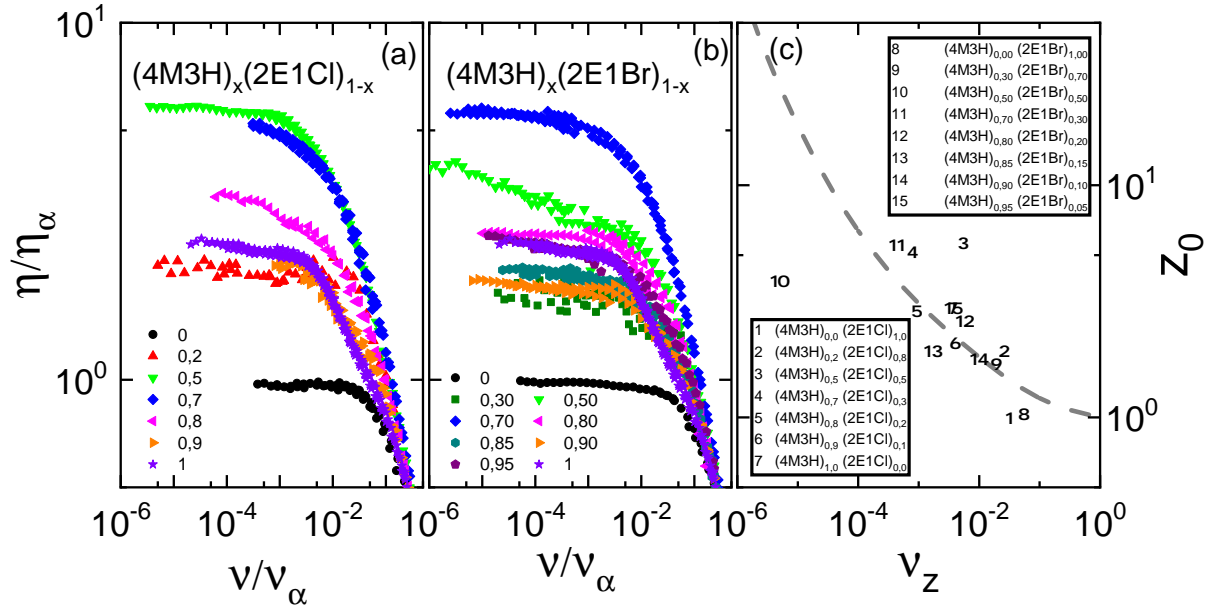 10^1
η/η_α
10^0
(a)
(4M3H)_x(2E1Cl)_{1-x}
0
0,2
0,5
0,7
0,8
0,9
1
10^{-6} 10^{-4} 10^{-2} 10^{-6}
ν/ν_α
(b)
(4M3H)_x(2E1Br)_{1-x}
0
0,30 0,50
0,70 0,80
0,85 0,90
0,95 1
10^{-4} 10^{-2} 10^{-6}
ν/ν_α
(c)
8 (4M3H)_{0,00} (2E1Br)_{1,00}
9 (4M3H)_{0,30} (2E1Br)_{0,70}
10 (4M3H)_{0,50} (2E1Br)_{0,50}
11 (4M3H)_{0,70} (2E1Br)_{0,30}
12 (4M3H)_{0,80} (2E1Br)_{0,20}
13 (4M3H)_{0,85} (2E1Br)_{0,15}
14 (4M3H)_{0,90} (2E1Br)_{0,10}
15 (4M3H)_{0,95} (2E1Br)_{0,05}
11 4 3
10
5 7 15
12
6
13 14 9 2
1 8
1 (4M3H)_{0,0} (2E1Cl)_{1,0}
2 (4M3H)_{0,2} (2E1Cl)_{0,8}
3 (4M3H)_{0,5} (2E1Cl)_{0,5}
4 (4M3H)_{0,7} (2E1Cl)_{0,3}
5 (4M3H)_{0,8} (2E1Cl)_{0,2}
6 (4M3H)_{0,9} (2E1Cl)_{0,1}
7 (4M3H)_{1,0} (2E1Cl)_{0,0}
10^{-4} 10^{-2} 10^0
ν_z
10^1
10^0
z_0